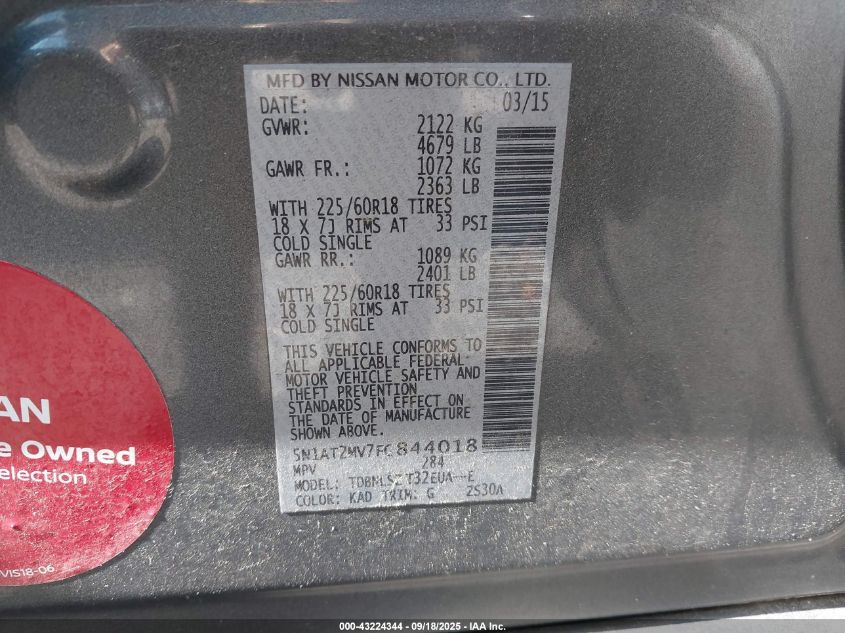 MFD BY NISSAN MOTOR CO., LTD.
DATE: 03/15
GVWR: 2122 KG
4679 LB
GAWR FR.: 1072 KG
2363 LB
WITH 225/60R18 TIRES
18 X 7J RIMS AT 33 PSI
COLD SINGLE
GAWR RR.: 1089 KG
2401 LB
WITH 225/60R18 TIRES
18 X 7J RIMS AT 33 PSI
COLD SINGLE
THIS VEHICLE CONFORMS TO
ALL APPLICABLE FEDERAL
MOTOR VEHICLE SAFETY AND
THEFT PREVENTION
STANDARDS IN EFFECT ON
THE DATE OF MANUFACTURE
SHOWN ABOVE.
5N1AT2MV7FC844018
MPV 284
MODEL:
COLOR: KAD TRIM: G 2S30A
AN
e Owned
election
VIS18-06
000-43224344 | 09/18/2025 - IAA Inc.